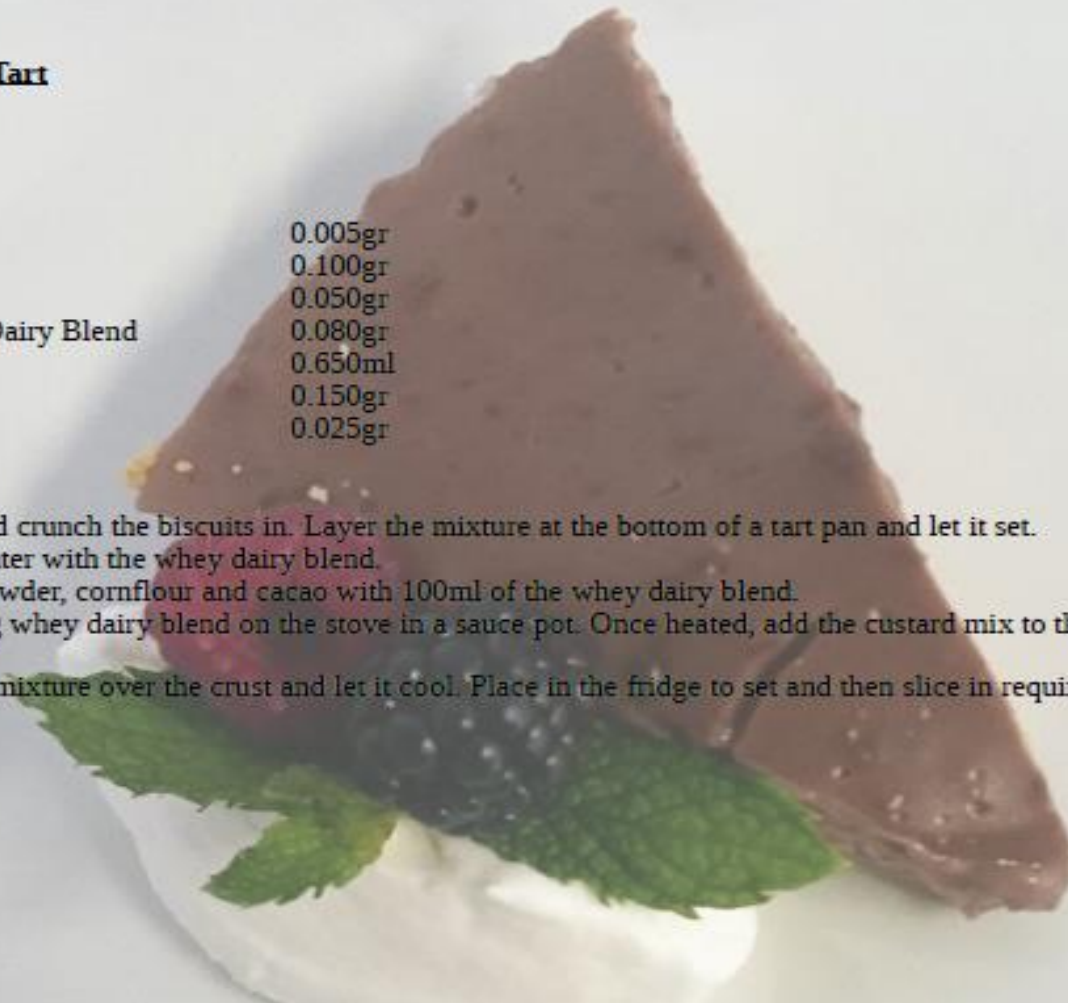 Tart
0.005gr
0.100gr
0.050gr
Dairy Blend 0.080gr
0.650ml
0.150gr
0.025gr
crunch the biscuits in. Layer the mixture at the bottom of a tart pan and let it set.
with the whey dairy blend.
cornflour and cacao with 100ml of the whey dairy blend.
whey dairy blend on the stove in a sauce pot. Once heated, add the custard mix to
mixture over the crust and let it cool. Place in the fridge to set and then slice in